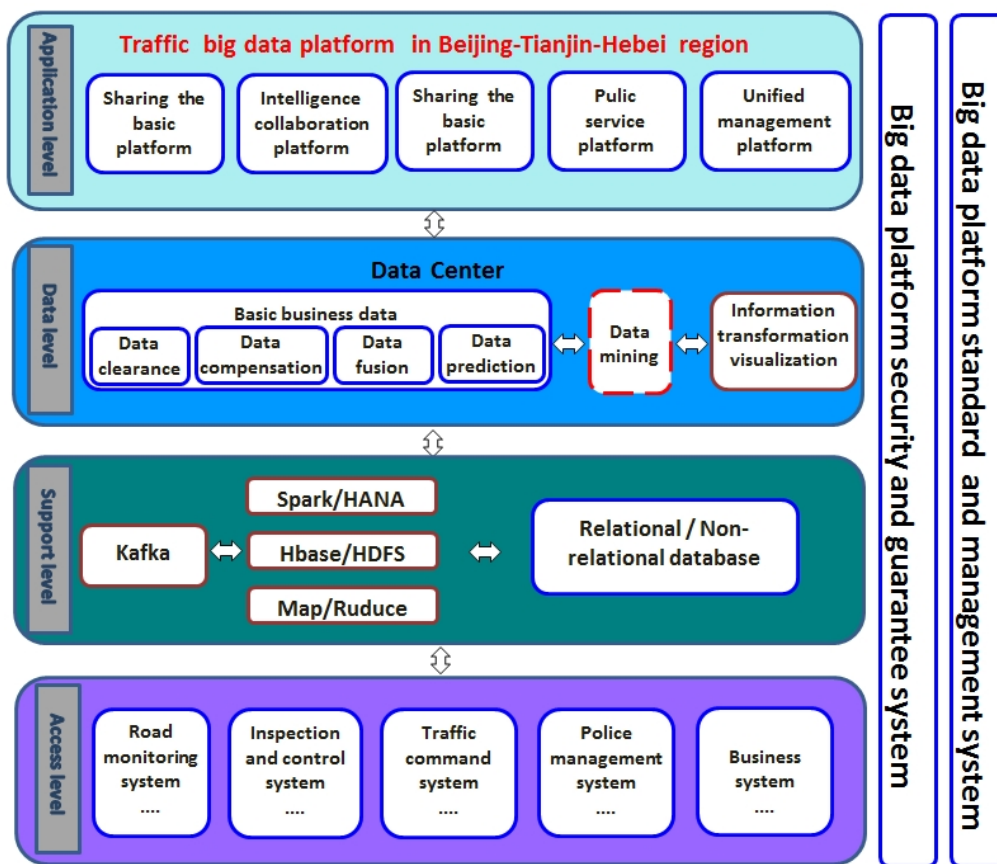 Application level
Traffic big data platform in Beijing-Tianjin-Hebei region
Sharing the
basic
platform
Intelligence
collaboration
platform
Sharing the
basic
platform
Pulic
service
platform
Unified
management
platform
Data level
Data Center
Basic business data
Data
clearance
Data
compensation
Data
fusion
Data
prediction
Data
mining
Information
transformation
visualization
Support level
Kafka
Spark/HANA
Hbase/HDFS
Map/Ruduce
Relational / Non-
relational database
Access level
Road
monitoring
system
....
Inspection
and control
system
....
Traffic
command
system
....
Police
management
system
....
Business
system
....
Big data platform security and guarantee system
Big data platform standard and management system